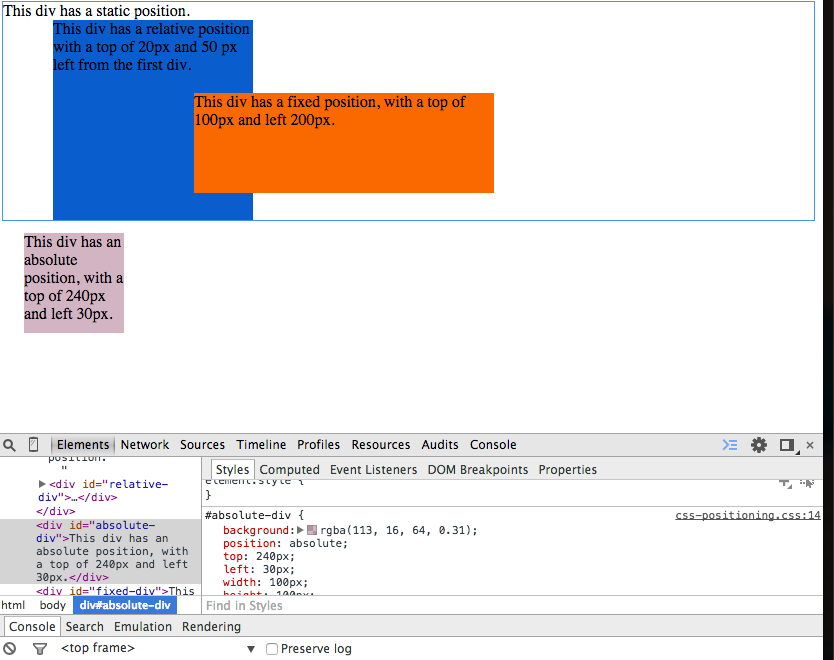 This div has a static position.
This div has a relative position
with a top of 20px and 50 px
left from the first div.
This div has a fixed position, with a top of
100px and left 200px.
This div has an
absolute
position, with a
top of 240px
and left 30px.
Elements Network Sources Timeline Profiles Resources Audits Console
position.
"
▶<div id="relative-
div">…</div>
</div>
<div id="absolute-
div">This div has an
absolute position, with
a top of 240px and left
30px.</div>
<div id="fixed-div">This
html body div#absolute-div
Styles Computed Event Listeners DOM Breakpoints Properties
element.style {
}
#absolute-div { css-positioning.css:14
background:▶rgba(113, 16, 64, 0.31);
position: absolute;
top: 240px;
left: 30px;
width: 100px;
height: 100px;
Find in Styles
Console Search Emulation Rendering
<top frame> ▼ Preserve log